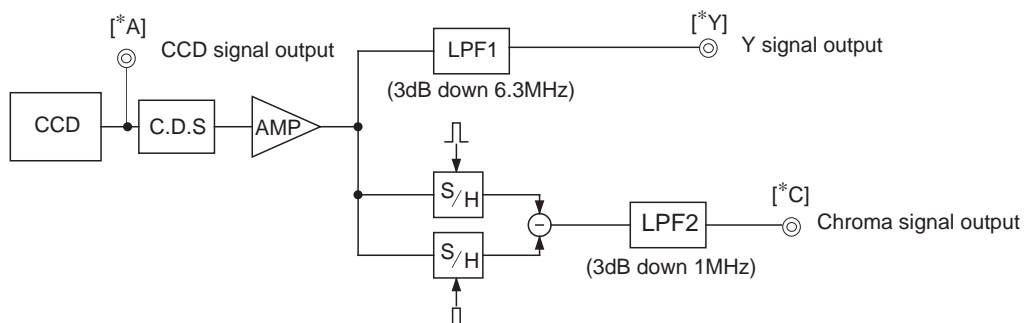 [*A]
CCD signal output
[*Y]
Y signal output
LPF1
(3dB down 6.3MHz)
CCD
C.D.S
AMP
S/H
[*C]
Chroma signal output
LPF2
(3dB down 1MHz)
S/H